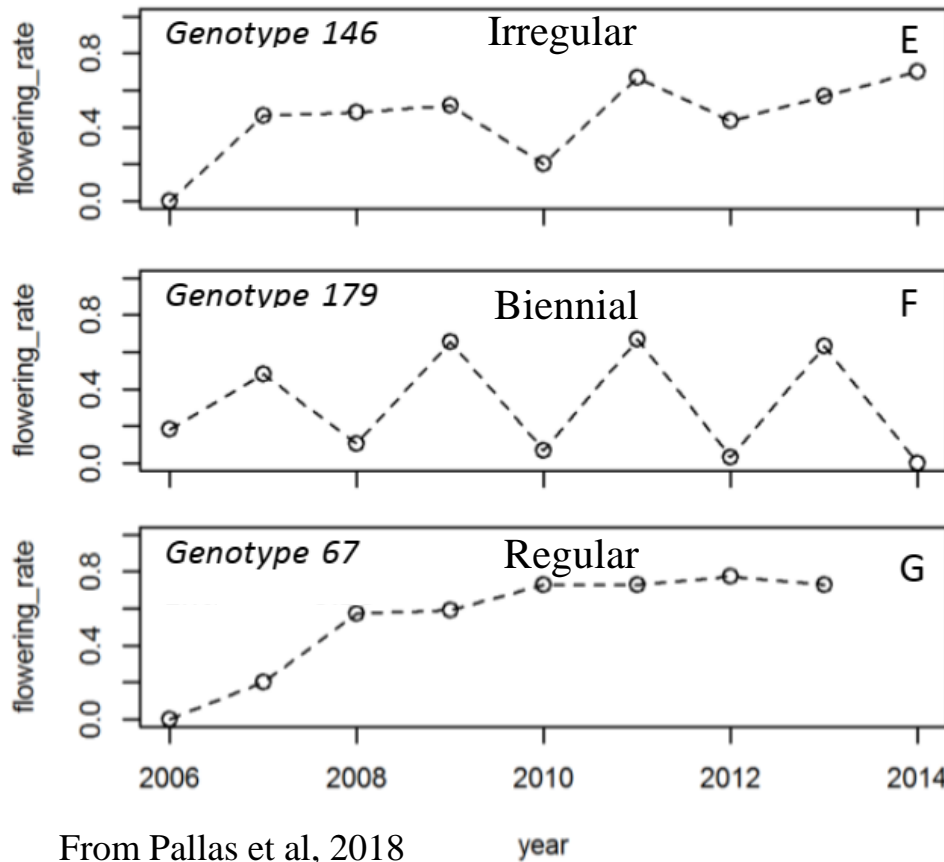 Genotype 146 Irregular E
flowering_rate
0.8
0.4
0.0
Genotype 179 Biennial F
flowering_rate
0.8
0.4
0.0
Genotype 67 Regular G
flowering_rate
0.8
0.4
0.0
2006 2008 2010 2012 2014
From Pallas et al, 2018 year